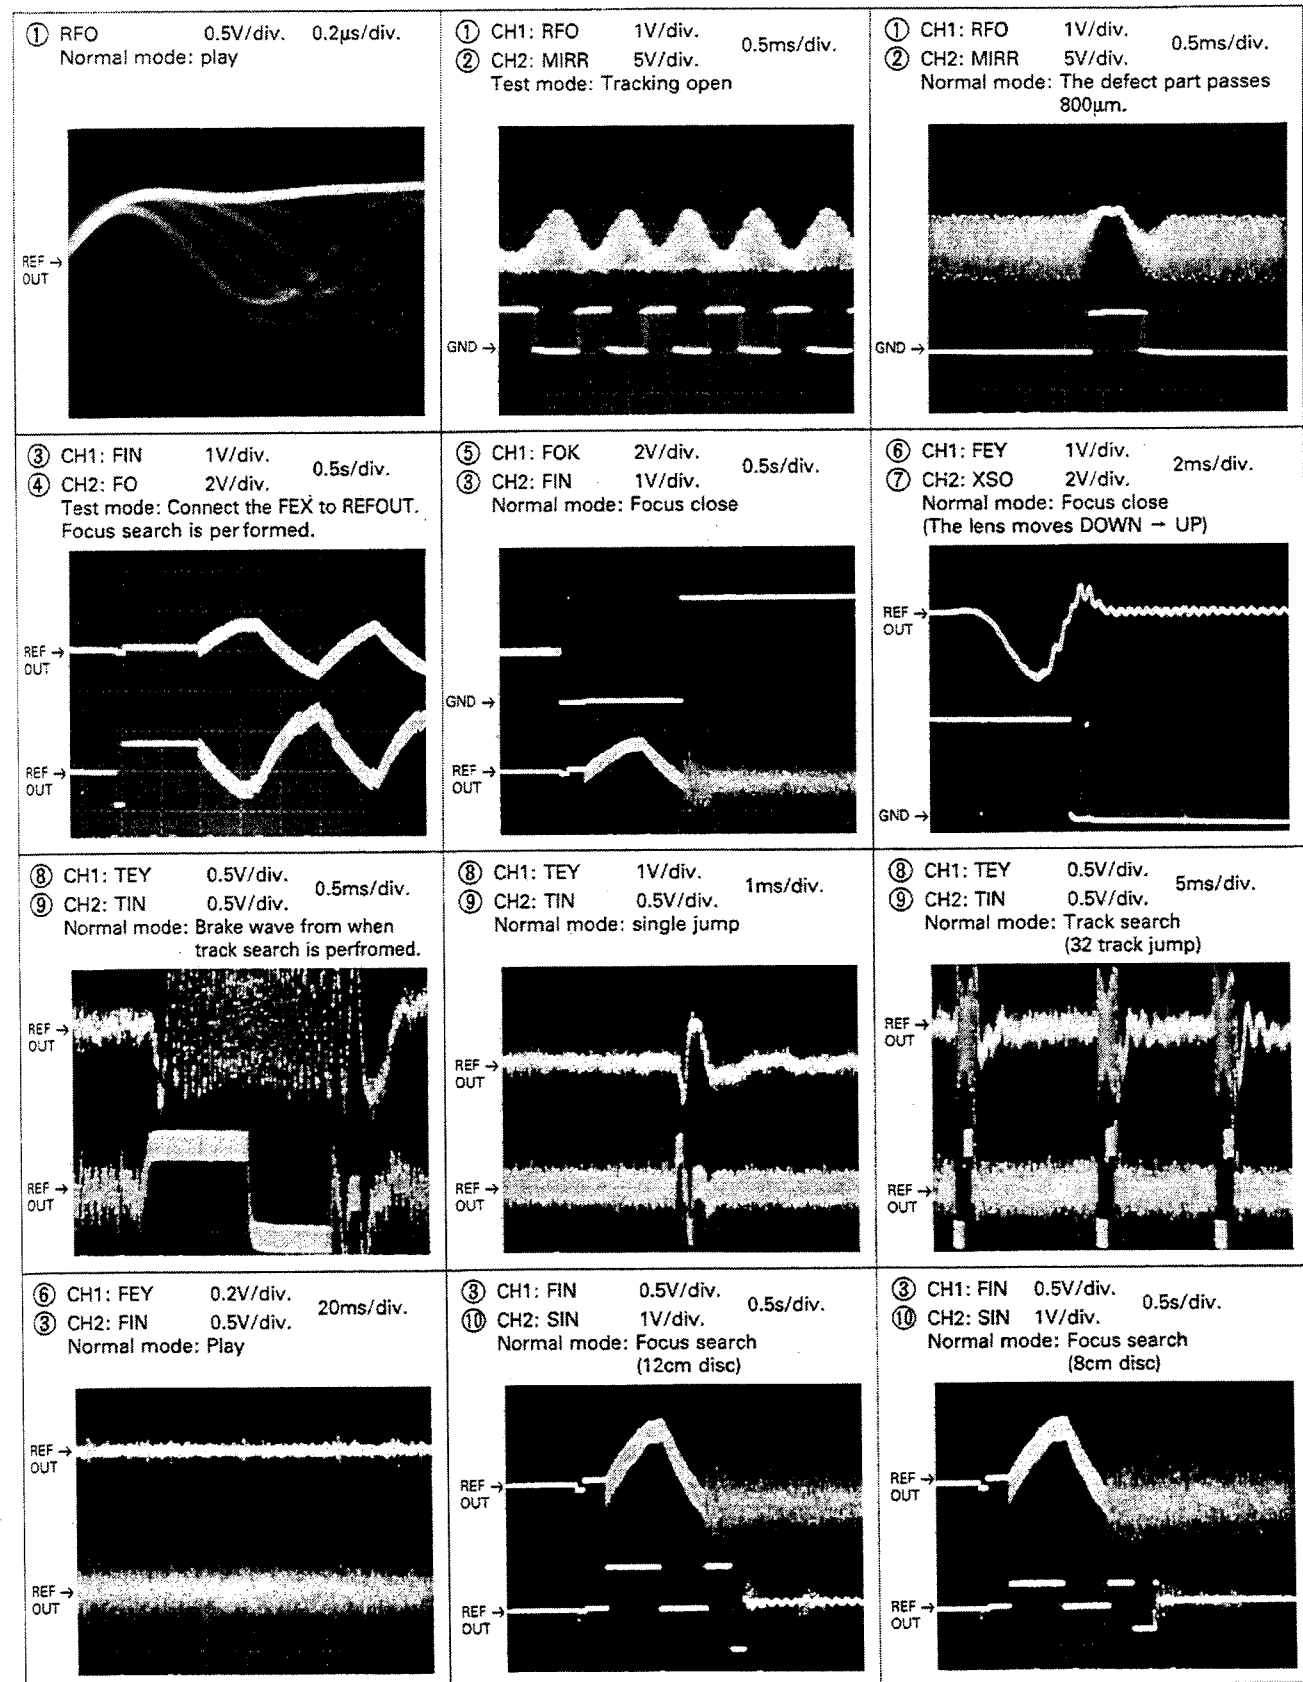 ① RFO 0.5V/div. 0.2µs/div.
Normal mode: play
REF →
OUT
① CH1: RFO 1V/div. 0.5ms/div.
② CH2: MIRR 5V/div.
Test mode: Tracking open
GND →
① CH1: RFO 1V/div. 0.5ms/div.
② CH2: MIRR 5V/div.
Normal mode: The defect part passes
800µm.
GND →
③ CH1: FIN 1V/div. 0.5s/div.
④ CH2: FO 2V/div.
Test mode: Connect the FEX to REFOUT.
Focus search is performed.
REF →
OUT
REF →
OUT
⑤ CH1: FOK 2V/div. 0.5s/div.
③ CH2: FIN 1V/div.
Normal mode: Focus close
GND →
REF →
OUT
⑥ CH1: FEY 1V/div. 2ms/div.
⑦ CH2: XSO 2V/div.
Normal mode: Focus close
(The lens moves DOWN → UP)
REF →
OUT
GND →
⑧ CH1: TEY 0.5V/div. 0.5ms/div.
⑨ CH2: TIN 0.5V/div.
Normal mode: Brake wave from when
track search is perfromed.
REF →
OUT
REF →
OUT
⑧ CH1: TEY 1V/div. 1ms/div.
⑨ CH2: TIN 0.5V/div.
Normal mode: single jump
REF →
OUT
REF →
OUT
⑧ CH1: TEY 0.5V/div. 5ms/div.
⑨ CH2: TIN 0.5V/div.
Normal mode: Track search
(32 track jump)
REF →
OUT
REF →
OUT
⑥ CH1: FEY 0.2V/div. 20ms/div.
③ CH2: FIN 0.5V/div.
Normal mode: Play
REF →
OUT
REF →
OUT
③ CH1: FIN 0.5V/div. 0.5s/div.
⑩ CH2: SIN 1V/div.
Normal mode: Focus search
(12cm disc)
REF →
OUT
REF →
OUT
③ CH1: FIN 0.5V/div. 0.5s/div.
⑩ CH2: SIN 1V/div.
Normal mode: Focus search
(8cm disc)
REF →
OUT
REF →
OUT